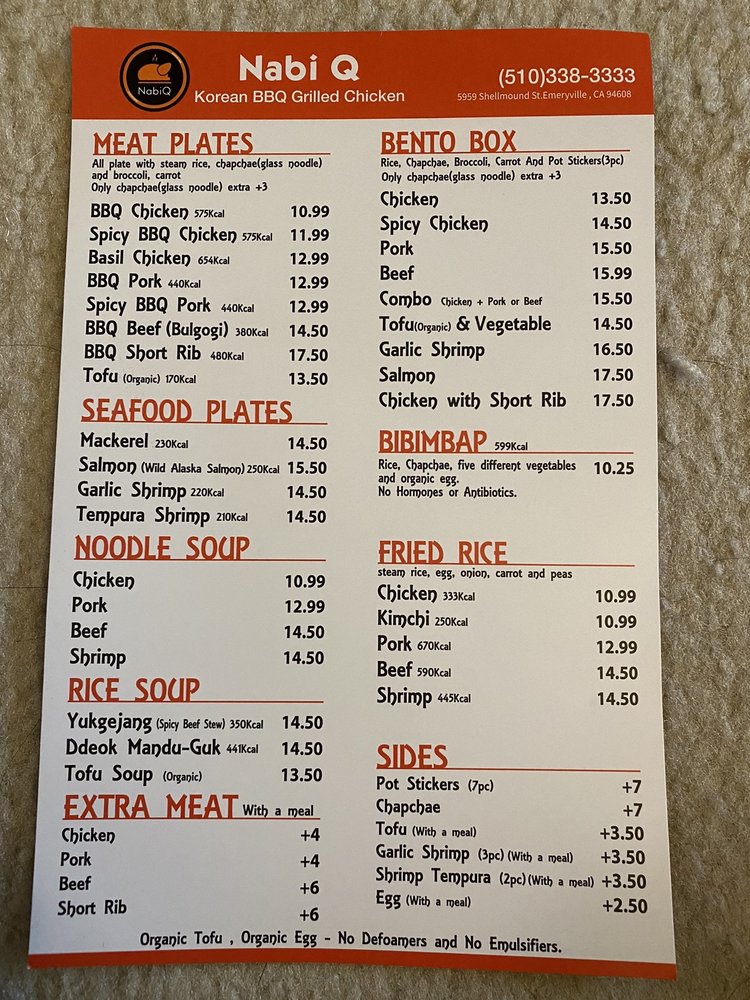 NabiQ
Nabi Q
Korean BBQ Grilled Chicken
(510)338-3333
5959 Shellmound St.Emeryville , CA 94608
MEAT PLATES
All plate with steam rice, chapchae(glass noodle)
and broccoli, carrot
Only chapchae(glass noodle) extra +3
BBQ Chicken 575Kcal 10.99
Spicy BBQ Chicken 575Kcal 11.99
Basil Chicken 654Kcal 12.99
BBQ Pork 440Kcal 12.99
Spicy BBQ Pork 440Kcal 12.99
BBQ Beef (Bulgogi) 380Kcal 14.50
BBQ Short Rib 480Kcal 17.50
Tofu (Organic) 170Kcal 13.50
SEAFOOD PLATES
Mackerel 230Kcal 14.50
Salmon (Wild Alaska Salmon) 250Kcal 15.50
Garlic Shrimp 220Kcal 14.50
Tempura Shrimp 210Kcal 14.50
NOODLE SOUP
Chicken 10.99
Pork 12.99
Beef 14.50
Shrimp 14.50
RICE SOUP
Yukgejang (Spicy Beef Stew) 350Kcal 14.50
Ddeok Mandu-Guk 441Kcal 14.50
Tofu Soup (Organic) 13.50
EXTRA MEAT With a meal
Chicken +4
Pork +4
Beef +6
Short Rib +6
BENTO BOX
Rice, Chapchae, Broccoli, Carrot And Pot Stickers(3pc)
Only chapchae(glass noodle) extra +3
Chicken 13.50
Spicy Chicken 14.50
Pork 15.50
Beef 15.99
Combo Chicken + Pork or Beef 15.50
Tofu(Organic) & Vegetable 14.50
Garlic Shrimp 16.50
Salmon 17.50
Chicken with Short Rib 17.50
BIBIMBAP 599Kcal
Rice, Chapchae, five different vegetables 10.25
and organic egg.
No Hormones or Antibiotics.
FRIED RICE
steam rice, egg, onion, carrot and peas
Chicken 333Kcal 10.99
Kimchi 250Kcal 10.99
Pork 670Kcal 12.99
Beef 590Kcal 14.50
Shrimp 445Kcal 14.50
SIDES
Pot Stickers (7pc) +7
Chapchae +7
Tofu (With a meal) +3.50
Garlic Shrimp (3pc) (With a meal) +3.50
Shrimp Tempura (2pc) (With a meal) +3.50
Egg (With a meal) +2.50
Organic Tofu , Organic Egg - No Defoamers and No Emulsifiers.